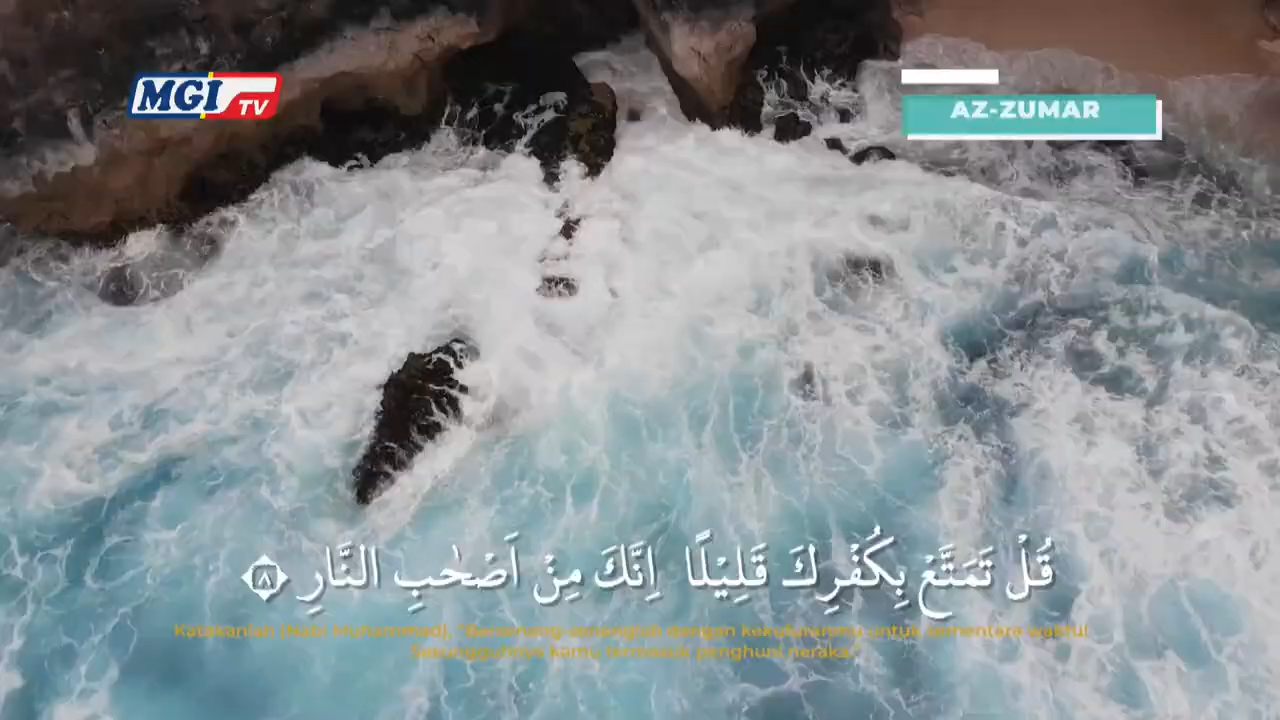 MGI TV
AZ-ZUMAR
قُلْ تَمَتَّعْ بِكُفْرِكَ قَلِيْلًا اِنَّكَ مِنْ اَصْحٰبِ النَّارِ ۝٨
Katakanlah (Nabi Muhammad), "Bersenang-senanglah dengan kekufuranmu untuk sementara waktu!
Sesungguhnya kamu termasuk penghuni neraka."